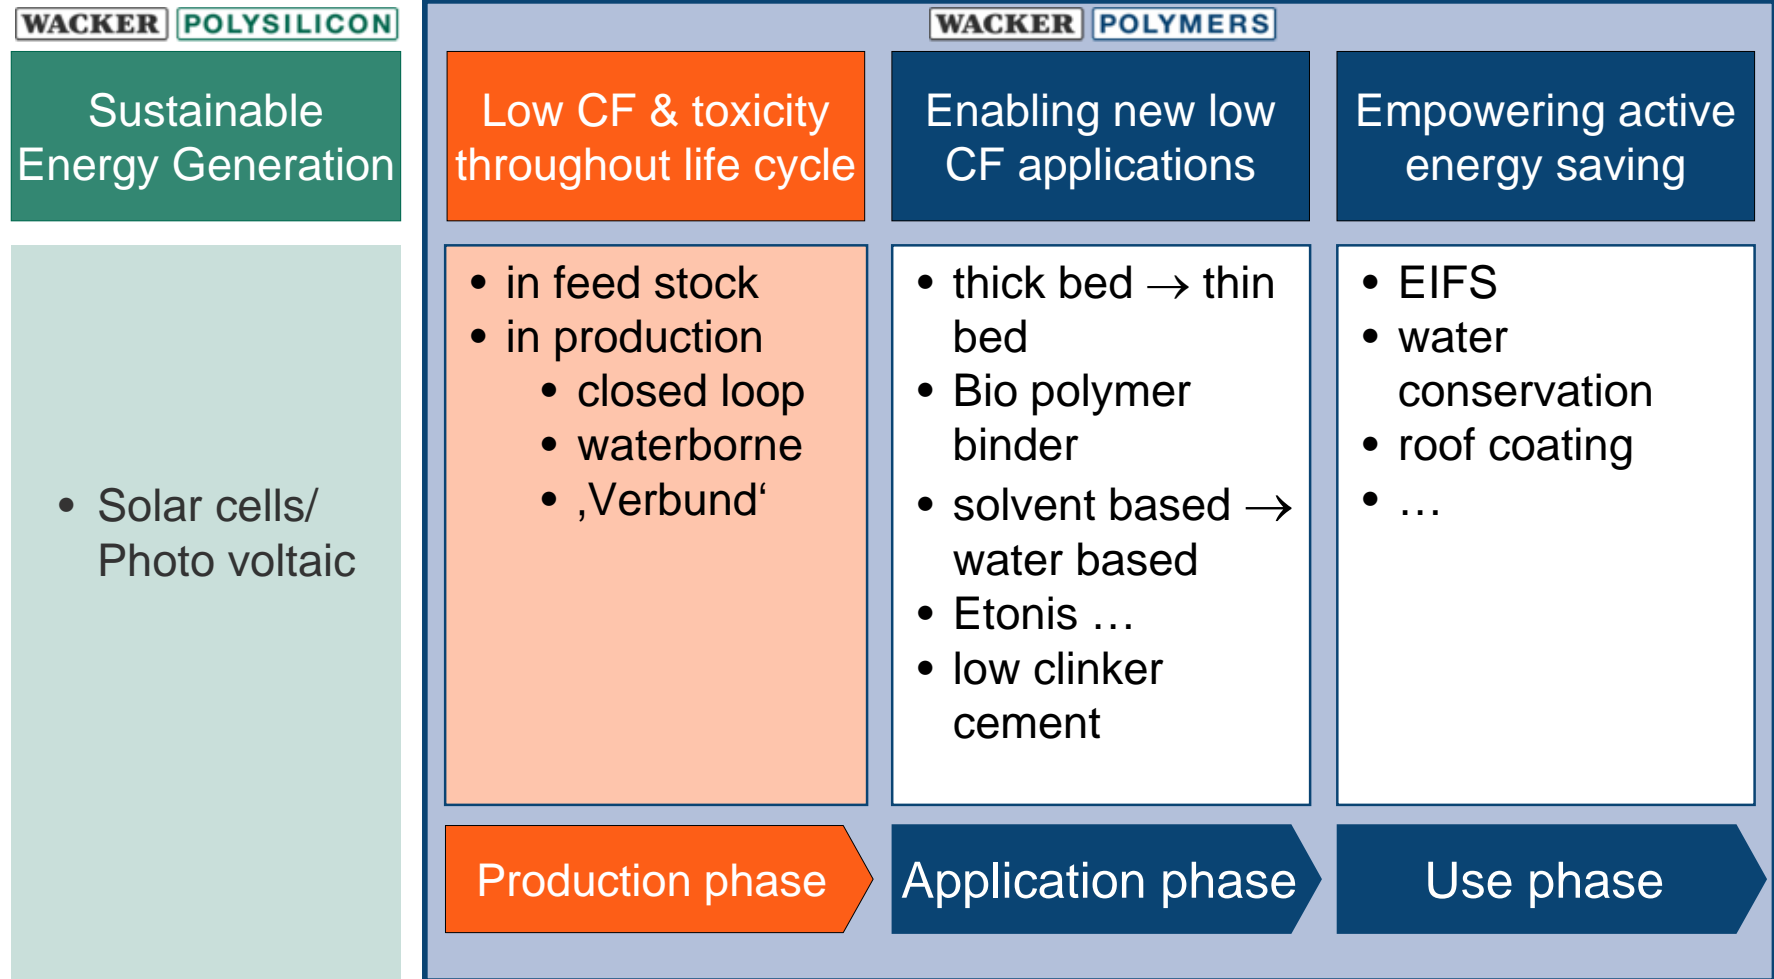 WACKER POLYSILICON
Sustainable
Energy Generation
• Solar cells/
Photo voltaic
WACKER POLYMERS
Low CF & toxicity
throughout life cycle
• in feed stock
• in production
• closed loop
• waterborne
• ‚Verbund‘
Production phase
Enabling new low
CF applications
• thick bed → thin
bed
• Bio polymer
binder
• solvent based →
water based
• Etonis …
• low clinker
cement
Application phase
Empowering active
energy saving
• EIFS
• water
conservation
• roof coating
• …
Use phase